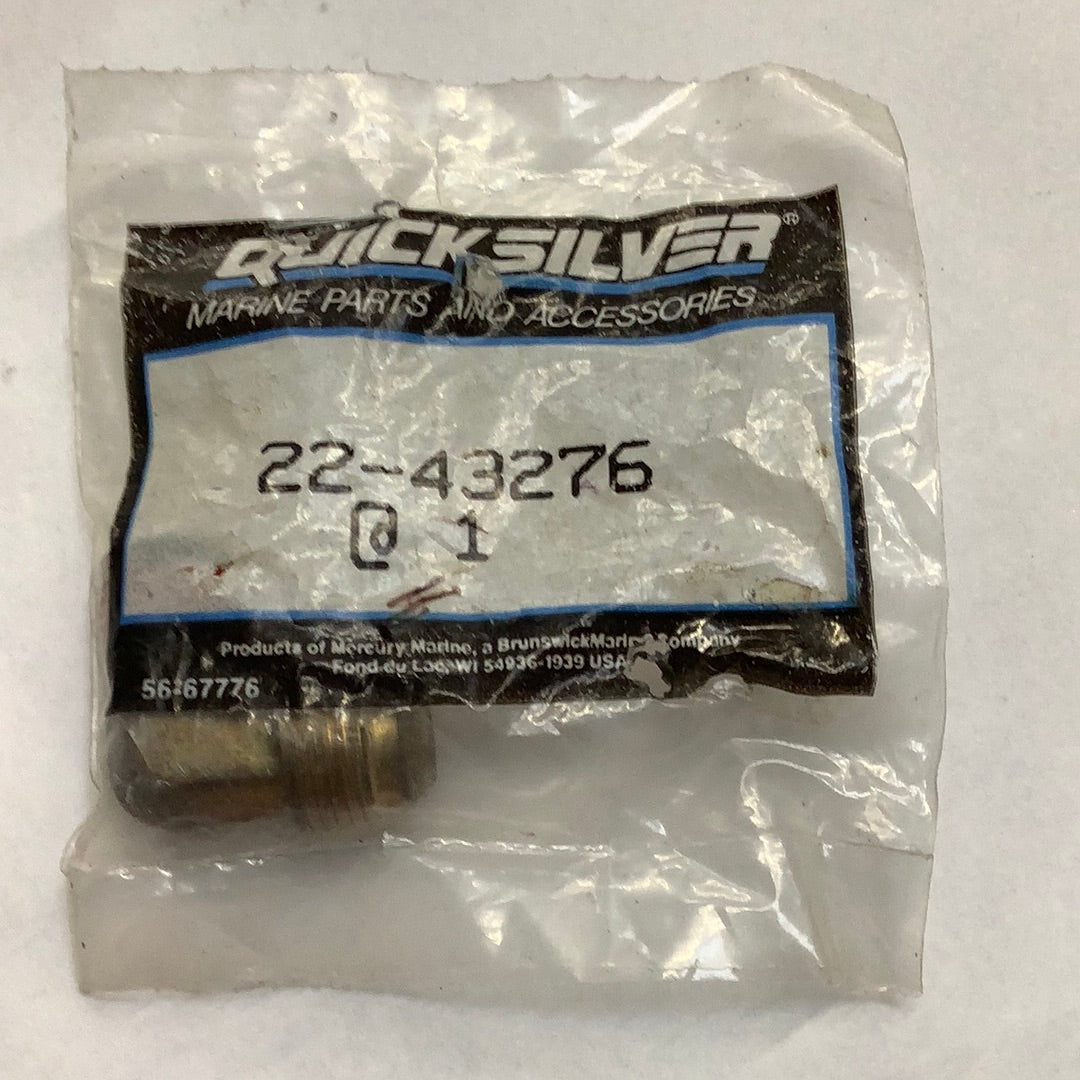 QUICKSILVER®
MARINE PARTS AND ACCESSORIES
22-43276
@ 1
Products of Mercury Marine, a Brunswick Marine Company
Fond du Lac, WI 54936-1939 USA
56-67776